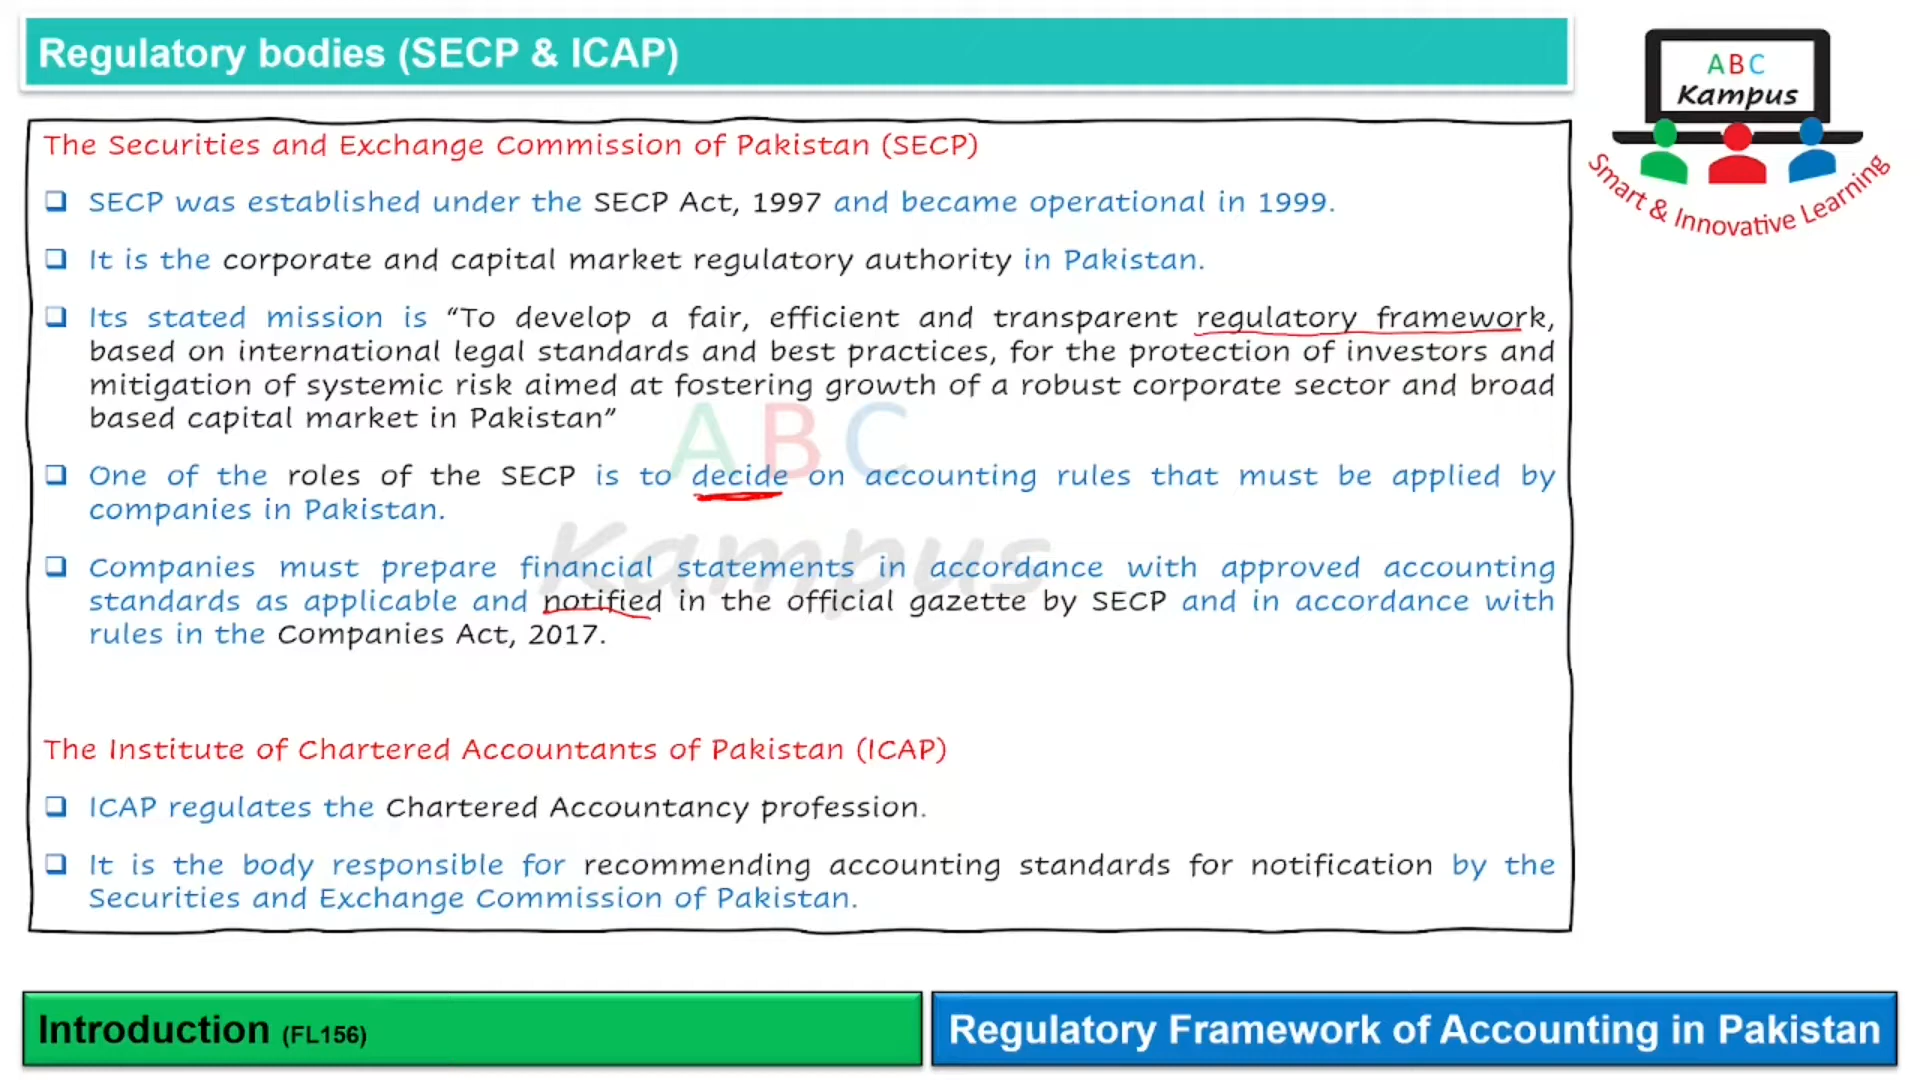 Regulatory bodies (SECP & ICAP)
ABC
Kampus
Smart & Innovative Learning
The Securities and Exchange Commission of Pakistan (SECP)
SECP was established under the SECP Act, 1997 and became operational in 1999.
It is the corporate and capital market regulatory authority in Pakistan.
Its stated mission is “To develop a fair, efficient and transparent regulatory framework,
based on international legal standards and best practices, for the protection of investors and
mitigation of systemic risk aimed at fostering growth of a robust corporate sector and broad
based capital market in Pakistan”
ABC
One of the roles of the SECP is to decide on accounting rules that must be applied by
companies in Pakistan.
Kampus
Companies must prepare financial statements in accordance with approved accounting
standards as applicable and notified in the official gazette by SECP and in accordance with
rules in the Companies Act, 2017.
The Institute of Chartered Accountants of Pakistan (ICAP)
ICAP regulates the Chartered Accountancy profession.
It is the body responsible for recommending accounting standards for notification by the
Securities and Exchange Commission of Pakistan.
Introduction (FL156)
Regulatory Framework of Accounting in Pakistan